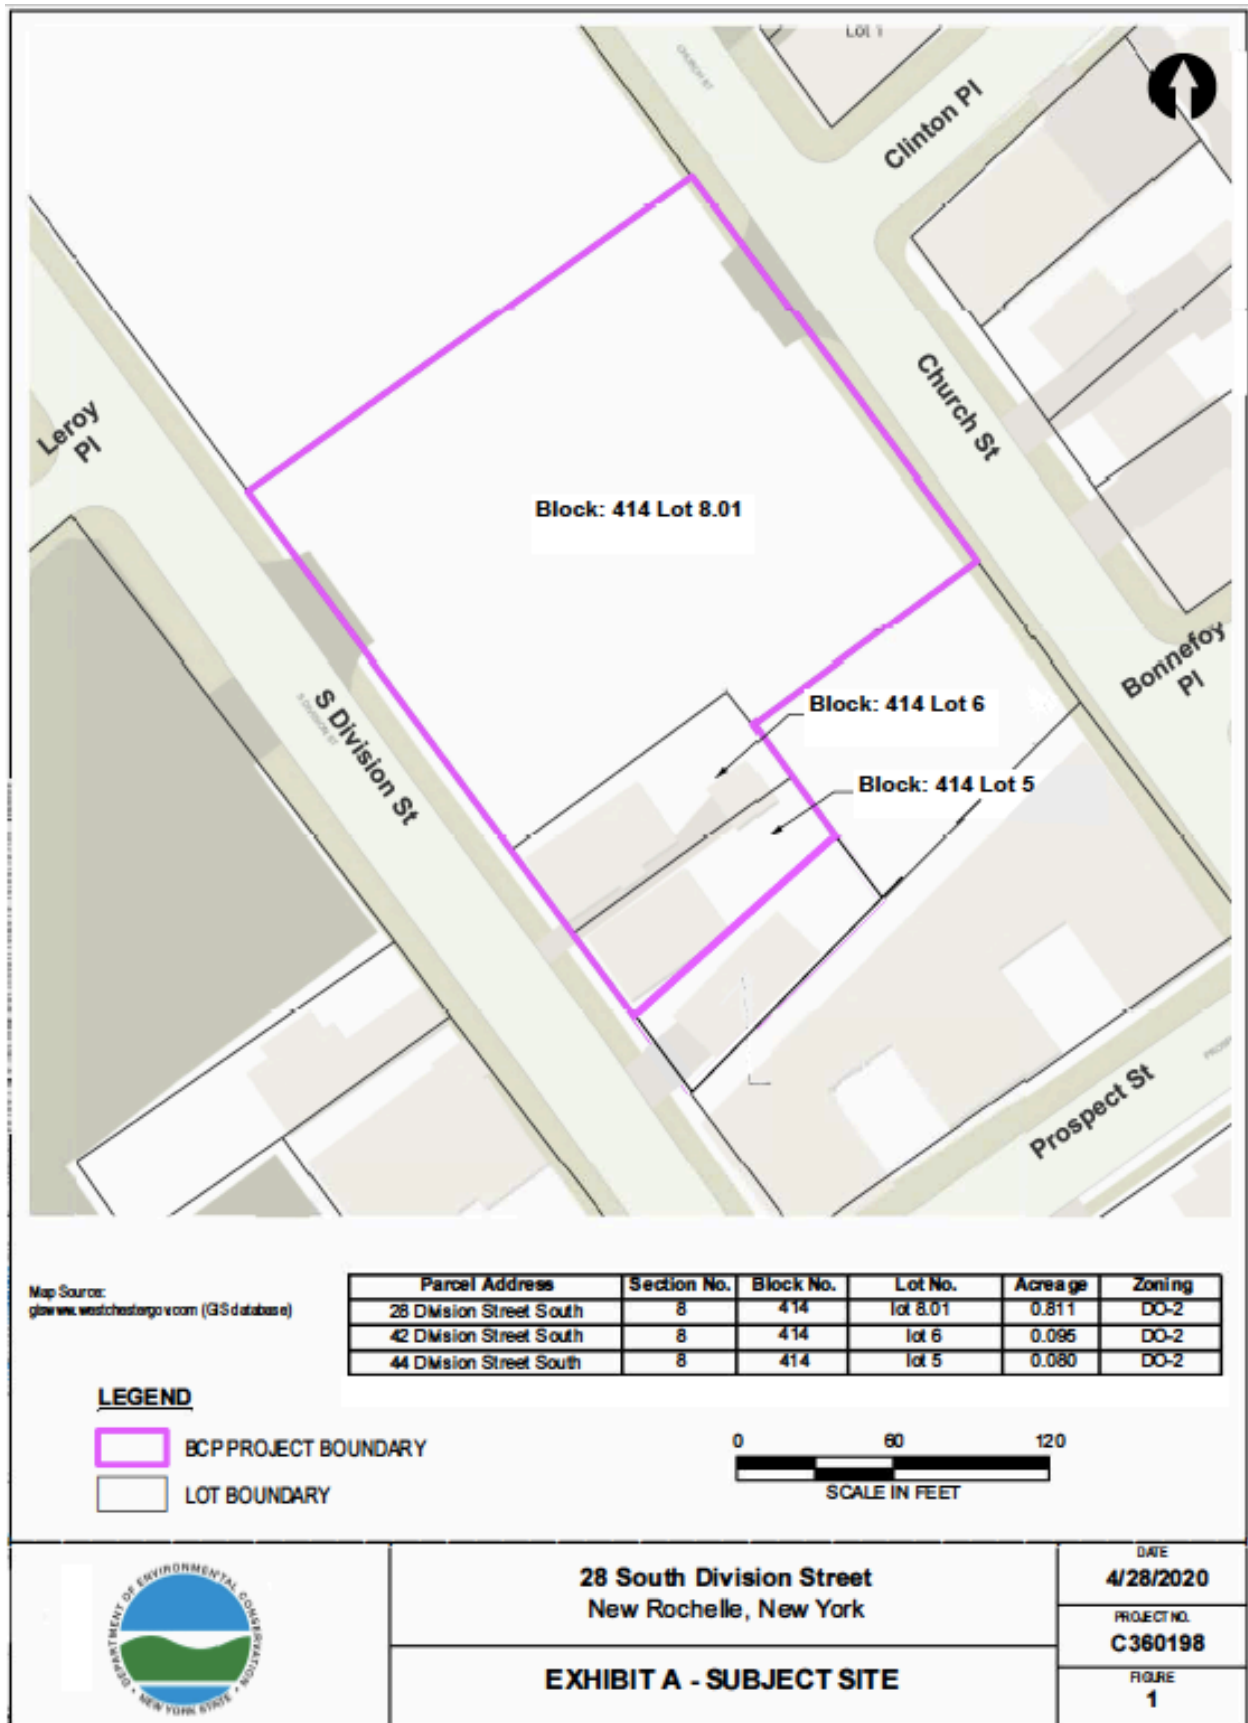 Lot 1
CHURCH ST
Clinton Pl
Leroy
Pl
Church St
Block: 414 Lot 8.01
Bonnefoy
Pl
S Division St
S DIVISION ST
Block: 414 Lot 6
Block: 414 Lot 5
Prospect St
Map Source:
giswww.westchestergov.com (GIS database)
Parcel Address Section No. Block No. Lot No. Acreage Zoning
28 Division Street South 8 414 lot 8.01 0.811 DO-2
42 Division Street South 8 414 lot 6 0.095 DO-2
44 Division Street South 8 414 lot 5 0.080 DO-2
LEGEND
BCP PROJECT BOUNDARY
LOT BOUNDARY
0 60 120
SCALE IN FEET
DEPARTMENT OF ENVIRONMENTAL CONSERVATION
NEW YORK STATE
28 South Division Street
New Rochelle, New York
EXHIBIT A - SUBJECT SITE
DATE
4/28/2020
PROJECT NO.
C360198
FIGURE
1